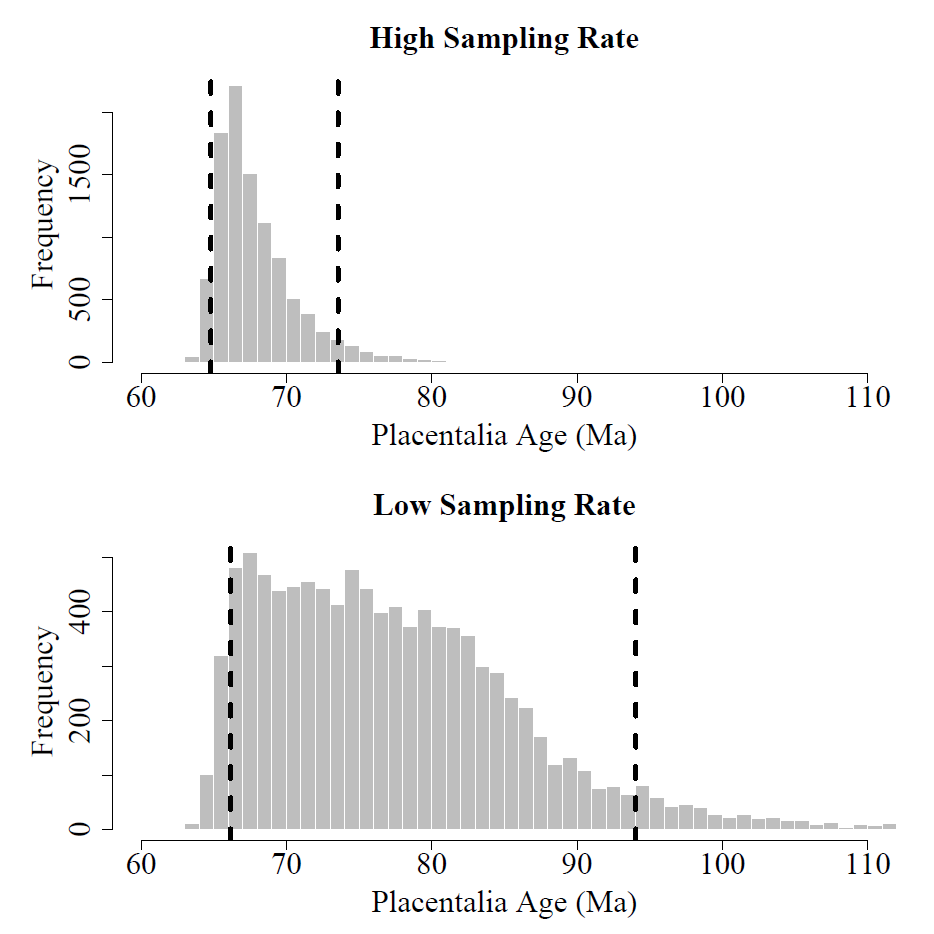 High Sampling Rate
Frequency
1500
500
0
60 70 80 90 100 110
Placentalia Age (Ma)
Low Sampling Rate
Frequency
400
200
0
60 70 80 90 100 110
Placentalia Age (Ma)